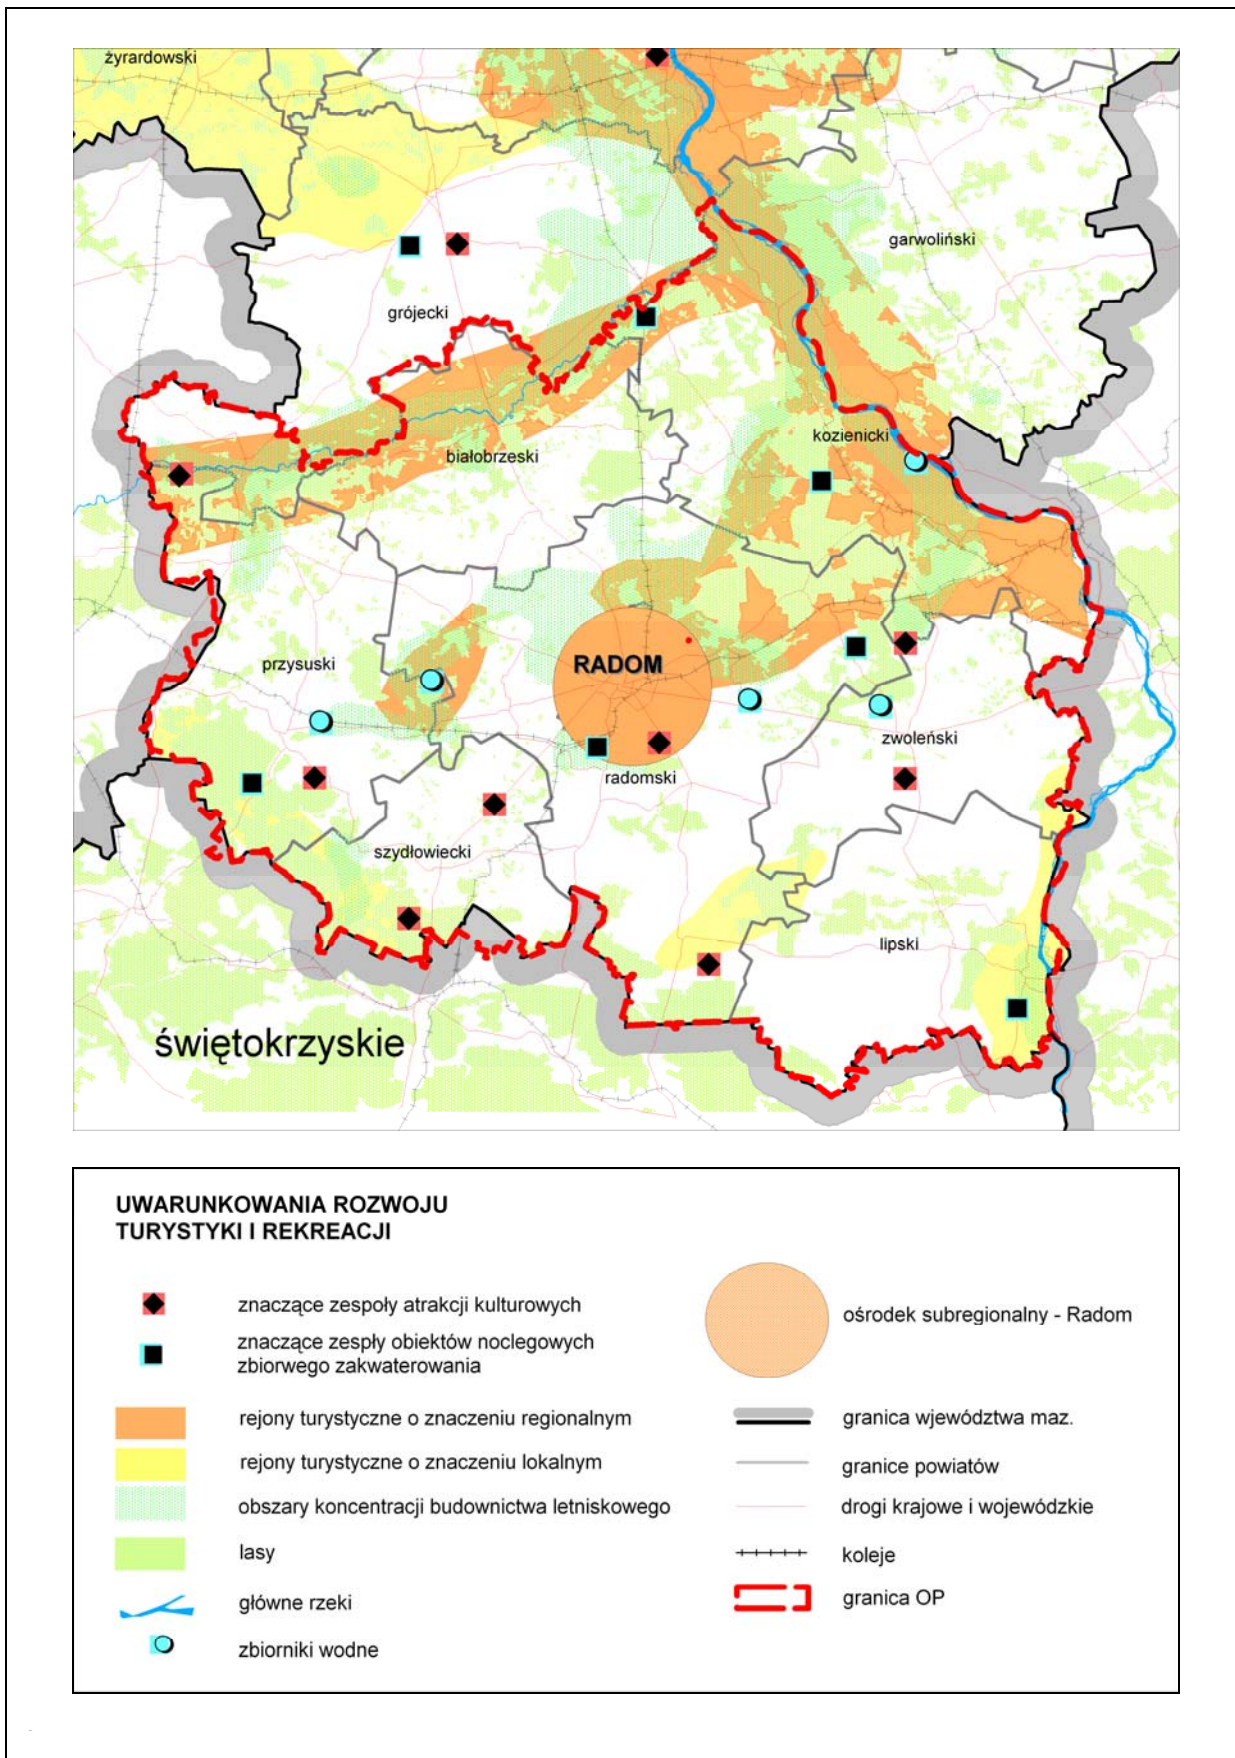 żyrardowski
garwoliński
grójecki
kozienicki
białobrzeski
RADOM
przysuski
zwoleński
radomski
szydłowiecki
lipski
świętokrzyskie
UWARUNKOWANIA ROZWOJU
TURYSTYKI I REKREACJI
znaczące zespoły atrakcji kulturowych
znaczące zespły obiektów noclegowych
zbiorwego zakwaterowania
rejony turystyczne o znaczeniu regionalnym
rejony turystyczne o znaczeniu lokalnym
obszary koncentracji budownictwa letniskowego
lasy
główne rzeki
zbiorniki wodne
ośrodek subregionalny - Radom
granica wjewództwa maz.
granice powiatów
drogi krajowe i wojewódzkie
koleje
granica OP